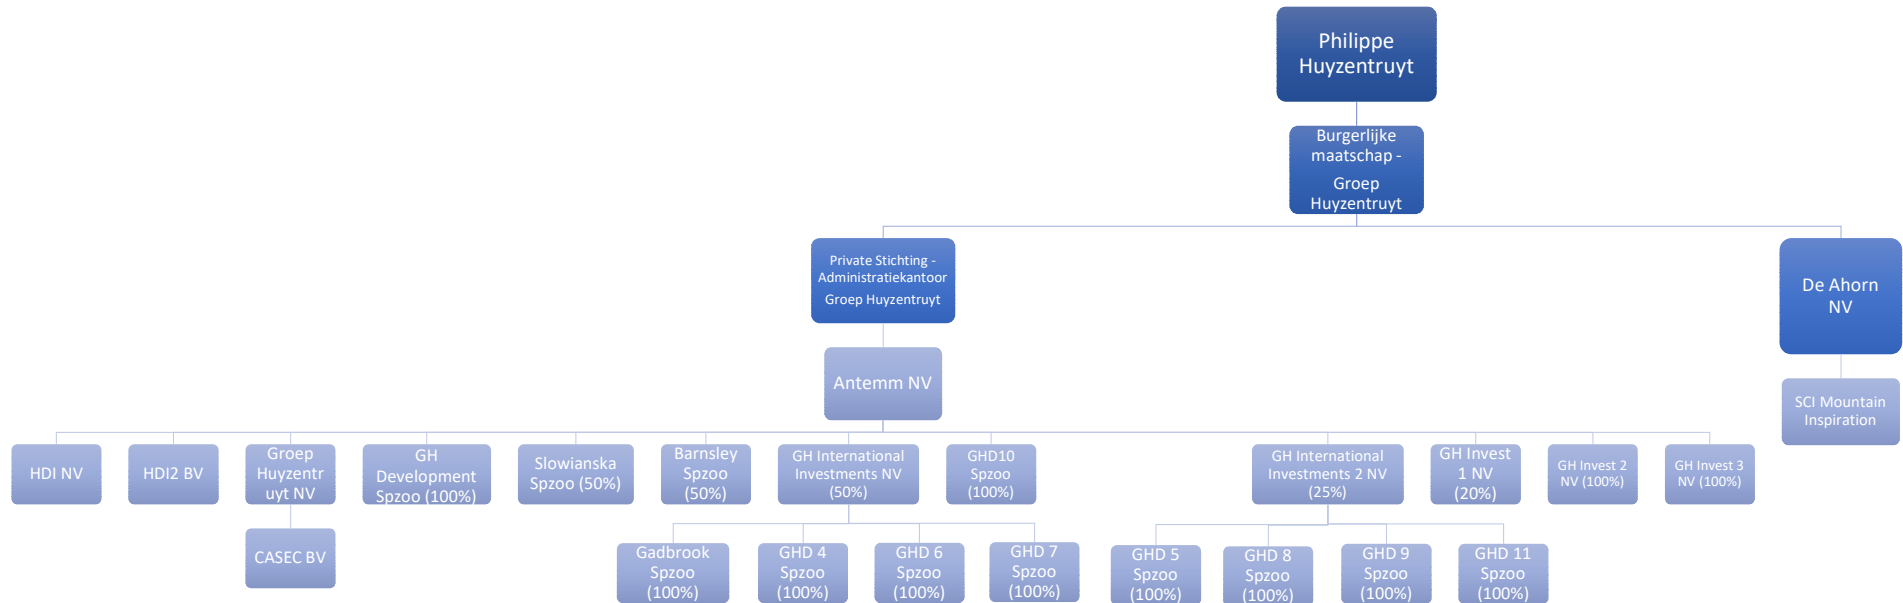 Philippe
Huyzentruyt
Burgerlijke
maatschap -
Groep
Huyzentruyt
Private Stichting -
Administratiekantoor
Groep Huyzentruyt
De Ahorn
NV
Antemm NV
SCI Mountain
Inspiration
HDI NV
HDI2 BV
Groep
Huyzentr
uyt NV
GH
Development
Spzoo (100%)
Slowianska
Spzoo (50%)
Barnsley
Spzoo
(50%)
GH International
Investments NV
(50%)
GHD10
Spzoo
(100%)
GH International
Investments 2 NV
(25%)
GH Invest
1 NV
(20%)
GH Invest 2
NV (100%)
GH Invest 3
NV (100%)
CASEC BV
Gadbrook
Spzoo
(100%)
GHD 4
Spzoo
(100%)
GHD 6
Spzoo
(100%)
GHD 7
Spzoo
(100%)
GHD 5
Spzoo
(100%)
GHD 8
Spzoo
(100%)
GHD 9
Spzoo
(100%)
GHD 11
Spzoo
(100%)